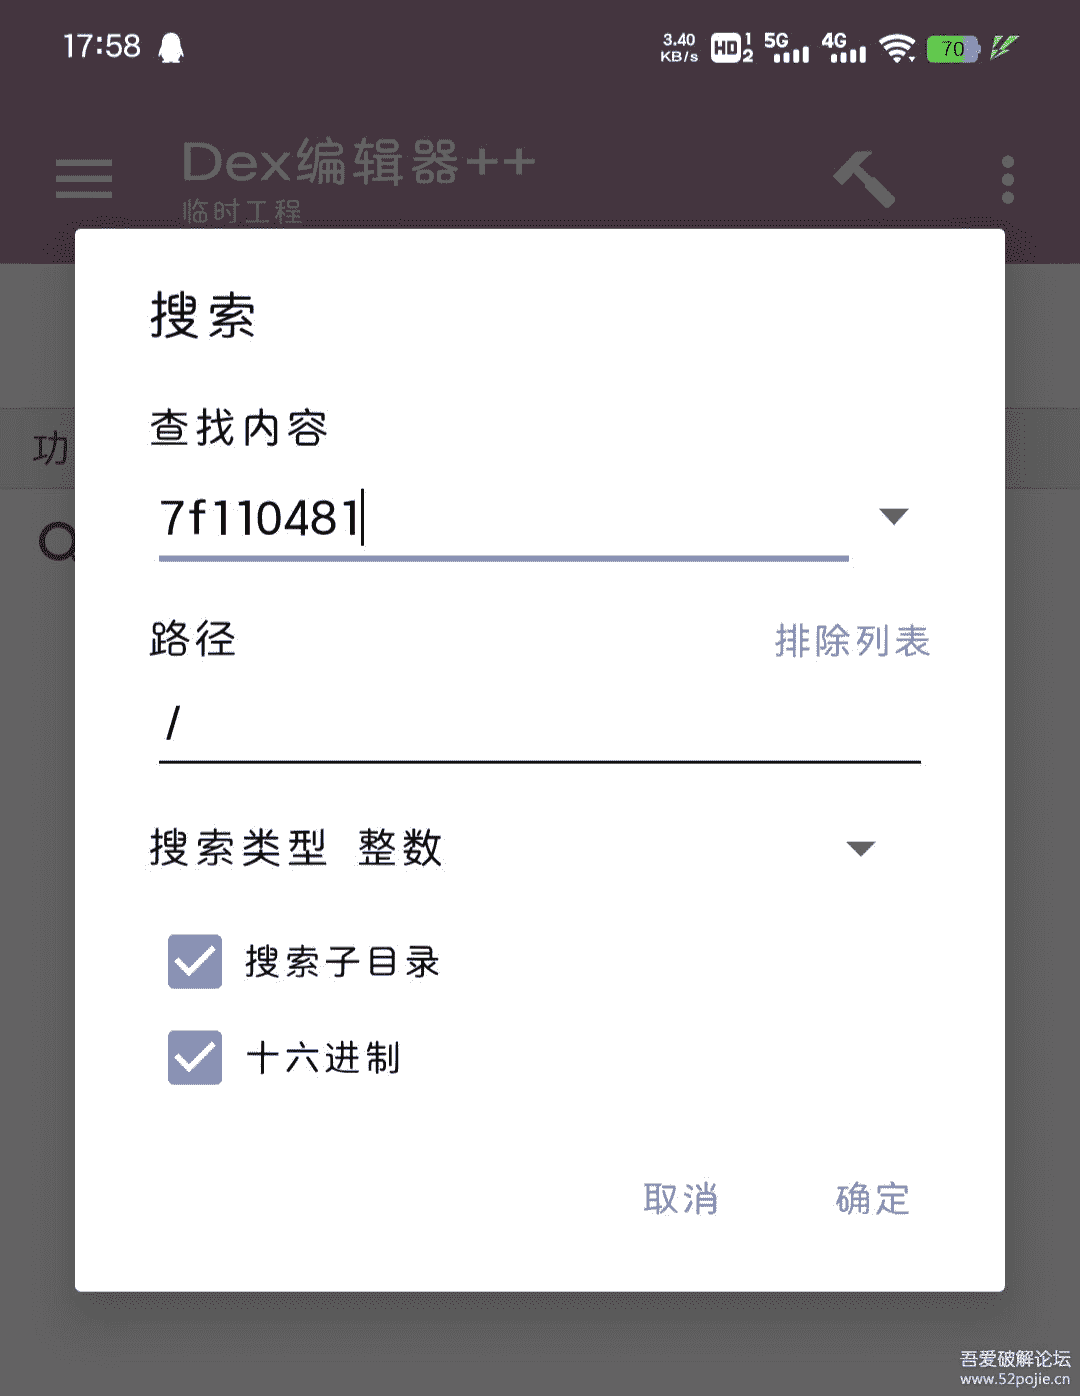 17:58
3.40 KB/s HD 1 2 5G 4G 70
Dex编辑器++
临时工程
搜索
查找内容
功
7f110481
路径 排除列表
/
搜索类型 整数
搜索子目录
十六进制
取消 确定
吾爱破解论坛
www.52pojie.cn